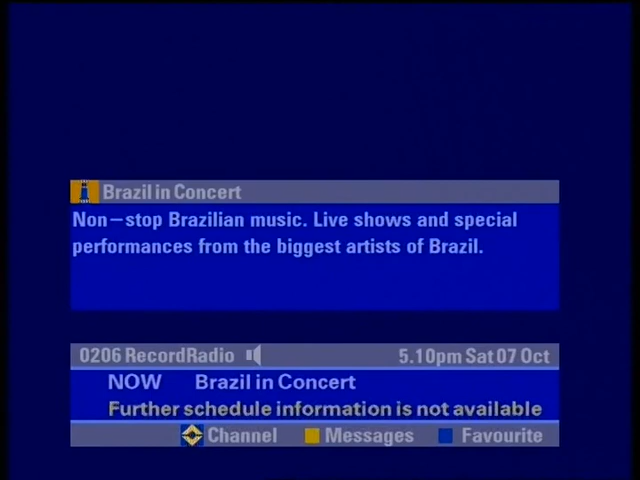 Brazil in Concert
Non-stop Brazilian music. Live shows and special
performances from the biggest artists of Brazil.
0206 RecordRadio 5.10pm Sat 07 Oct
NOW Brazil in Concert
Further schedule information is not available
Channel Messages Favourite